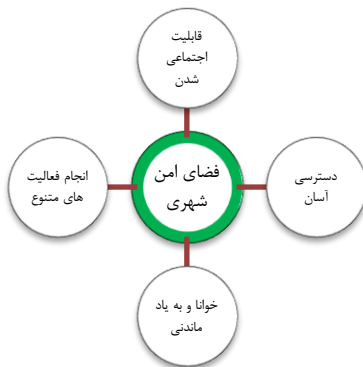 قابلیت
اجتماعی
شدن
فضای امن
شهری
دسترسی
آسان
انجام فعالیت
های متنوع
خوانا و به یاد
ماندنی